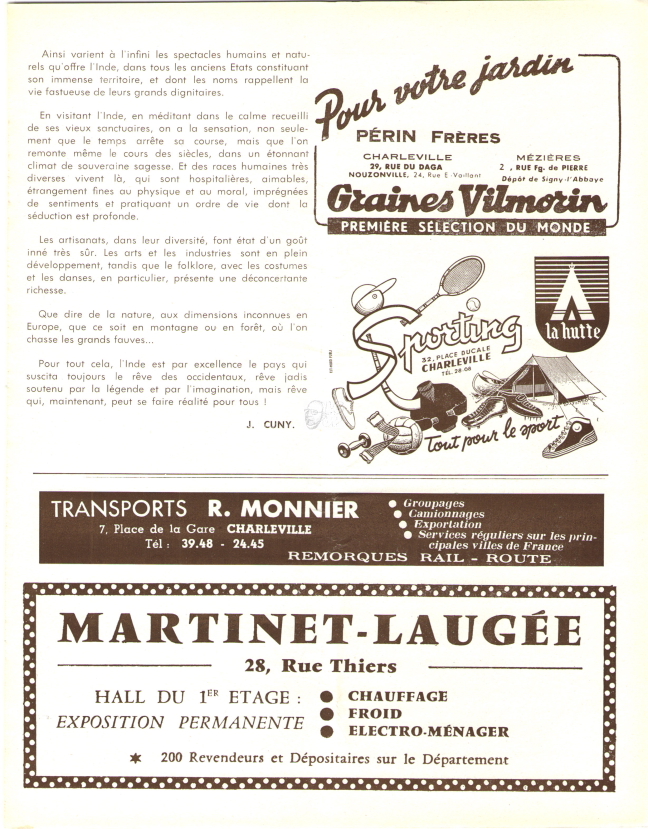 Ainsi varient à l'infini les spectacles humains et natu-
rels qu'offre l'Inde, dans tous les anciens Etats constituant
son immense territoire, et dont les noms rappellent la
vie fastueuse de leurs grands dignitaires.
En visitant l'Inde, en méditant dans le calme recueilli
de ses vieux sanctuaires, on a la sensation, non seule-
ment que le temps arrête sa course, mais que l'on
remonte même le cours des siècles, dans un étonnant
climat de souveraine sagesse. Et des races humaines très
diverses vivent là, qui sont hospitalières, aimables,
étrangement fines au physique et au moral, imprégnées
de sentiments et pratiquant un ordre de vie dont la
séduction est profonde.
Les artisanats, dans leur diversité, font état d'un goût
inné très sûr. Les arts et les industries sont en plein
développement, tandis que le folklore, avec les costumes
et les danses, en particulier, présente une déconcertante
richesse.
Que dire de la nature, aux dimensions inconnues en
Europe, que ce soit en montagne ou en forêt, où l'on
chasse les grands fauves...
Pour tout cela, l'Inde est par excellence le pays qui
suscita toujours le rêve des occidentaux, rêve jadis
soutenu par la légende et par l'imagination, mais rêve
qui, maintenant, peut se faire réalité pour tous !
J. CUNY.
Pour votre jardin
PÉRIN FRÈRES
CHARLEVILLE
29, RUE DU DAGA
NOUZONVILLE, 24, Rue E. Vaillant
MÉZIÈRES
2, RUE Fg. de PIERRE
Dépôt de Signy-l'Abbaye
Graines Vilmorin
PREMIÈRE SÉLECTION DU MONDE
Sporting
32, PLACE DUCALE
CHARLEVILLE
TÉL. 26-06
la hutte
Tout pour le sport
TRANSPORTS R. MONNIER
7, Place de la Gare CHARLEVILLE
Tél : 39.48 - 24.45
● Groupages
● Camionnages
● Exportation
● Services réguliers sur les prin-
cipales villes de France
REMORQUES RAIL - ROUTE
MARTINET-LAUGÉE
28, Rue Thiers
HALL DU 1ER ETAGE :
EXPOSITION PERMANENTE
● CHAUFFAGE
● FROID
● ELECTRO-MÉNAGER
* 200 Revendeurs et Dépositaires sur le Département